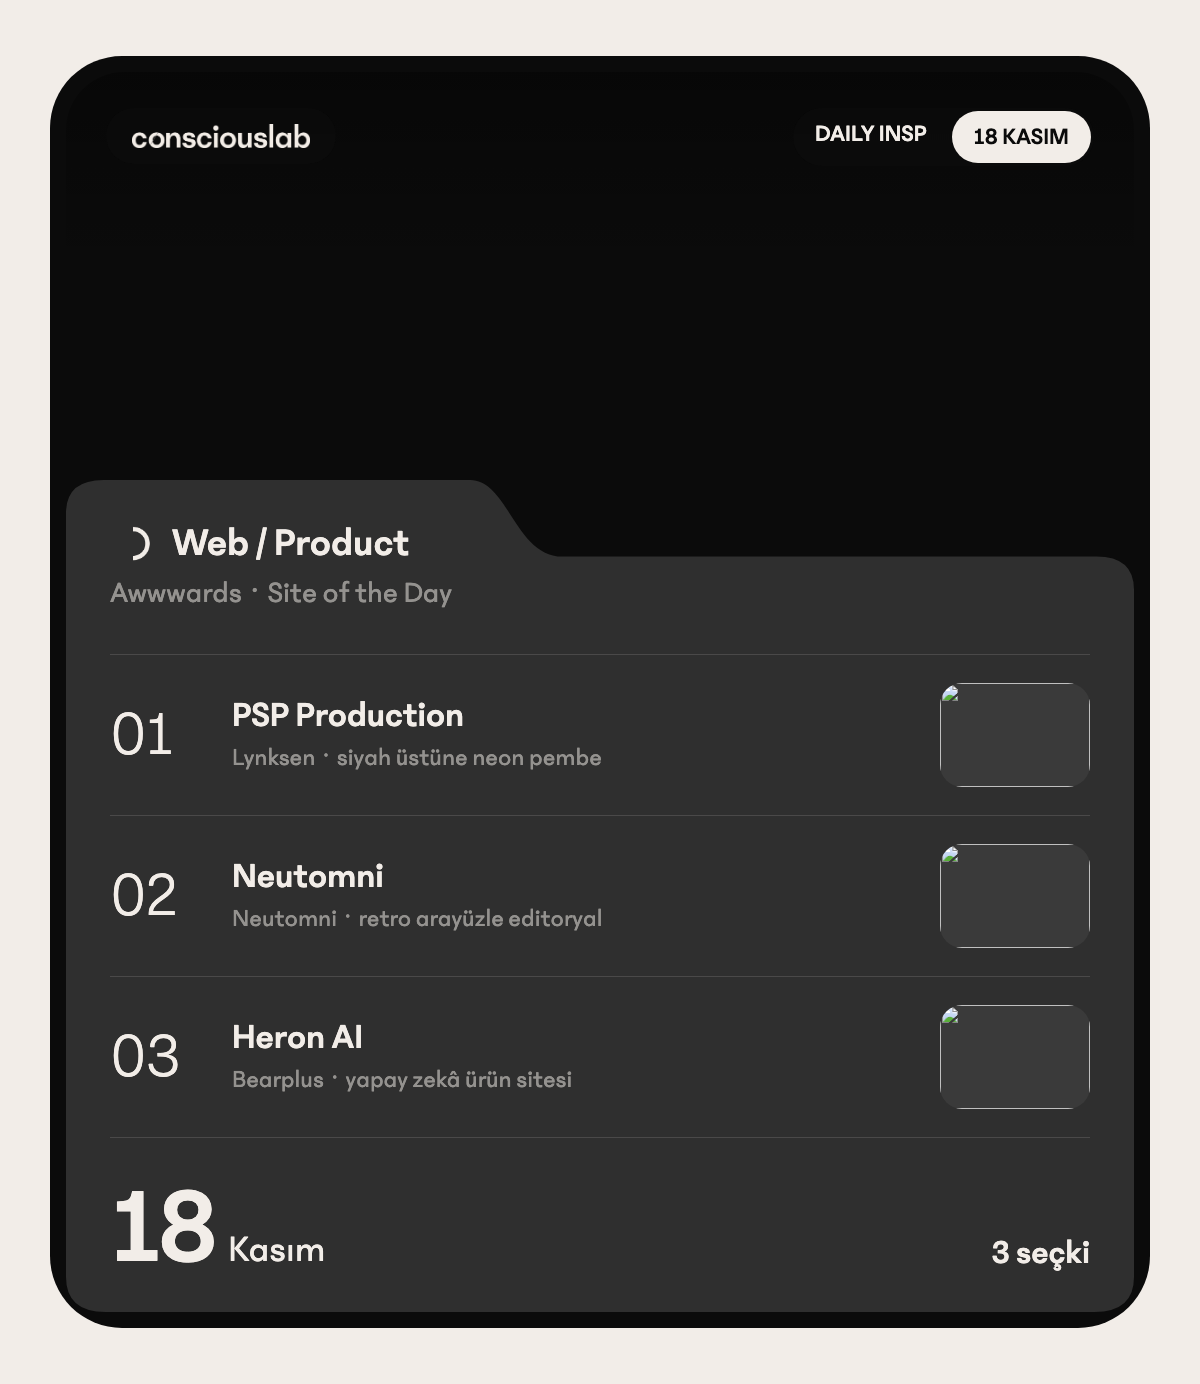 consciouslab
DAILY INSP
18 KASIM
Web / Product
Awwwards · Site of the Day
01
PSP Production
Lynksen · siyah üstüne neon pembe
02
Neutomni
Neutomni · retro arayüzle editoryal
03
Heron AI
Bearplus · yapay zekâ ürün sitesi
18 Kasım
3 seçki